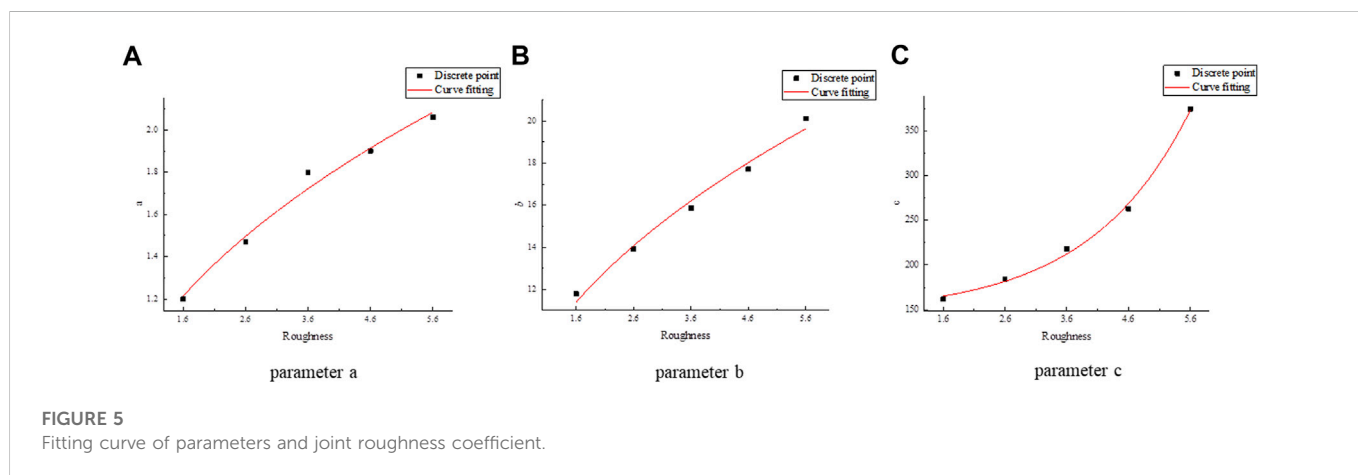 A
Discrete point
Curve fitting
2.0
1.8
1.6
1.4
1.2
a
1.6 2.6 3.6 4.6 5.6
Roughness
parameter a
B
Discrete point
Curve fitting
20
18
16
14
12
b
1.6 2.6 3.6 4.6 5.6
Roughness
parameter b
C
Discrete point
Curve fitting
350
300
250
200
150
c
1.6 2.6 3.6 4.6 5.6
Roughness
parameter c
FIGURE 5
Fitting curve of parameters and joint roughness coefficient.